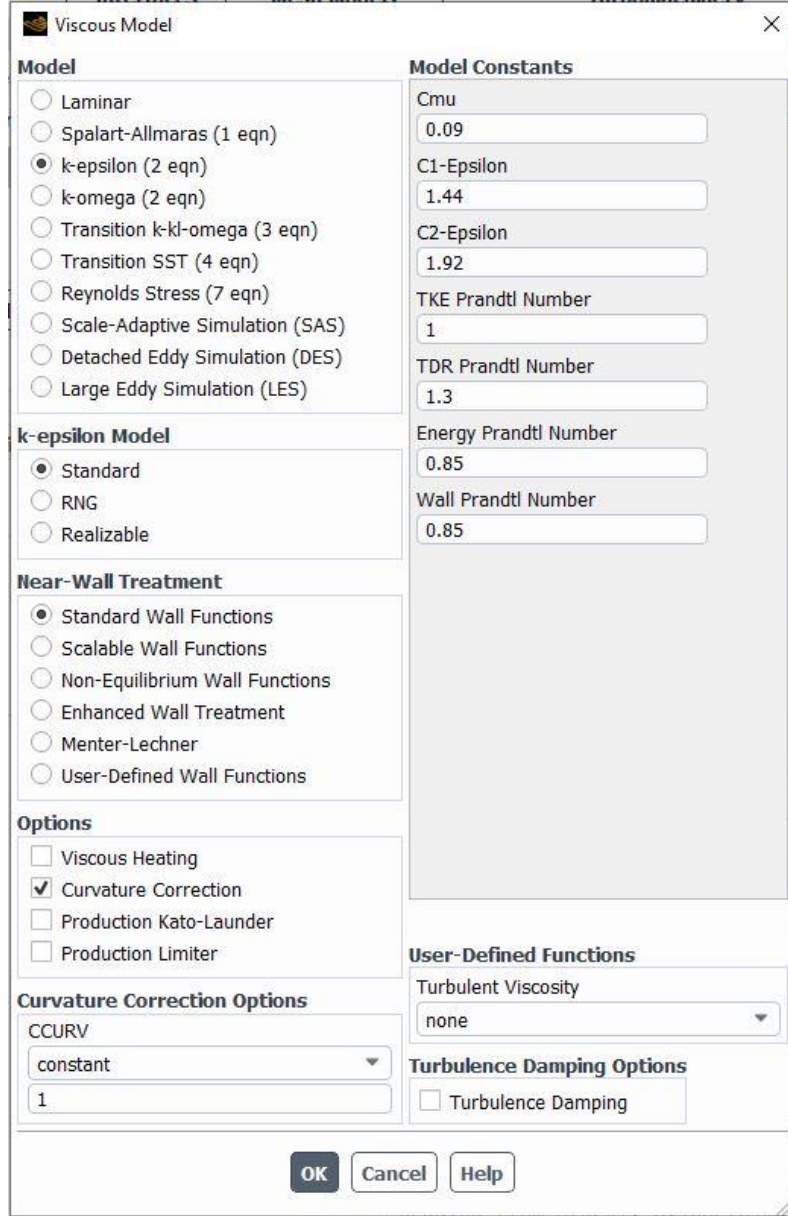 Viscous Model
Model
Laminar
Spalart-Allmaras (1 eqn)
k-epsilon (2 eqn)
k-omega (2 eqn)
Transition k-kl-omega (3 eqn)
Transition SST (4 eqn)
Reynolds Stress (7 eqn)
Scale-Adaptive Simulation (SAS)
Detached Eddy Simulation (DES)
Large Eddy Simulation (LES)
k-epsilon Model
Standard
RNG
Realizable
Near-Wall Treatment
Standard Wall Functions
Scalable Wall Functions
Non-Equilibrium Wall Functions
Enhanced Wall Treatment
Menter-Lechner
User-Defined Wall Functions
Options
Viscous Heating
Curvature Correction
Production Kato-Launder
Production Limiter
Curvature Correction Options
CCURV
constant
1
Model Constants
Cmu
0.09
C1-Epsilon
1.44
C2-Epsilon
1.92
TKE Prandtl Number
1
TDR Prandtl Number
1.3
Energy Prandtl Number
0.85
Wall Prandtl Number
0.85
User-Defined Functions
Turbulent Viscosity
none
Turbulence Damping Options
Turbulence Damping
OK
Cancel
Help